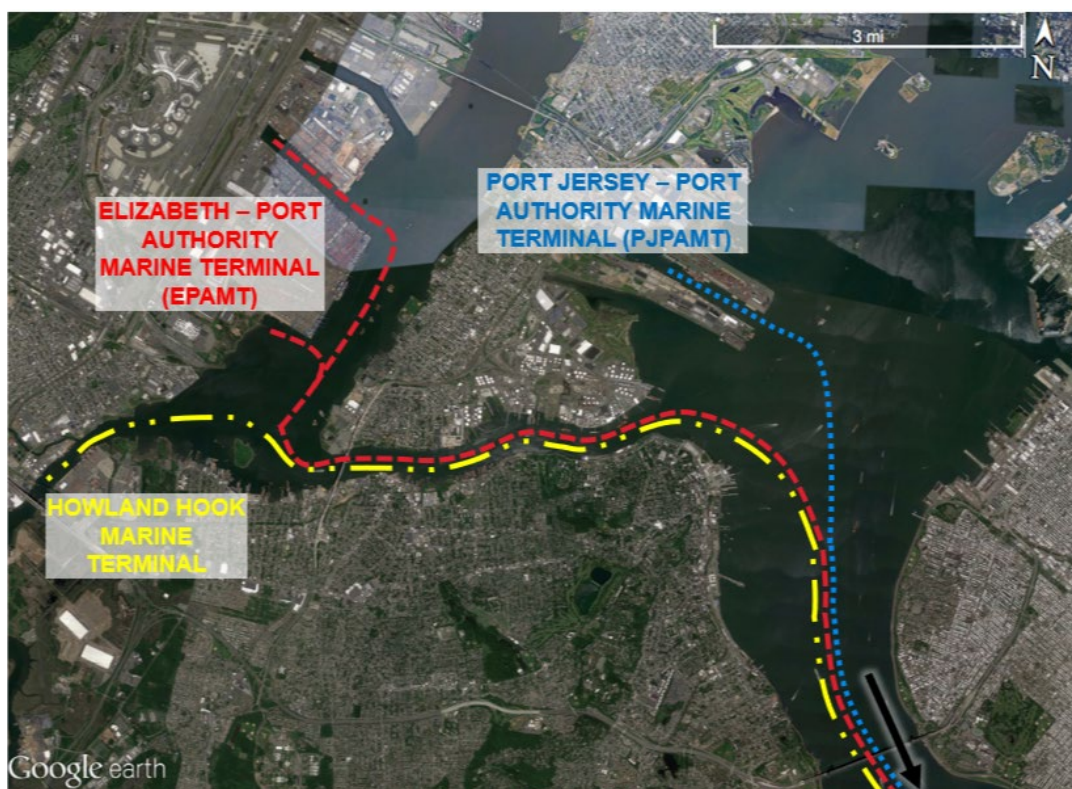 3 mi
N
ELIZABETH – PORT
AUTHORITY
MARINE TERMINAL
(EPAMT)
PORT JERSEY – PORT
AUTHORITY MARINE
TERMINAL (PJPAMT)
HOWLAND HOOK
MARINE
TERMINAL
Google earth